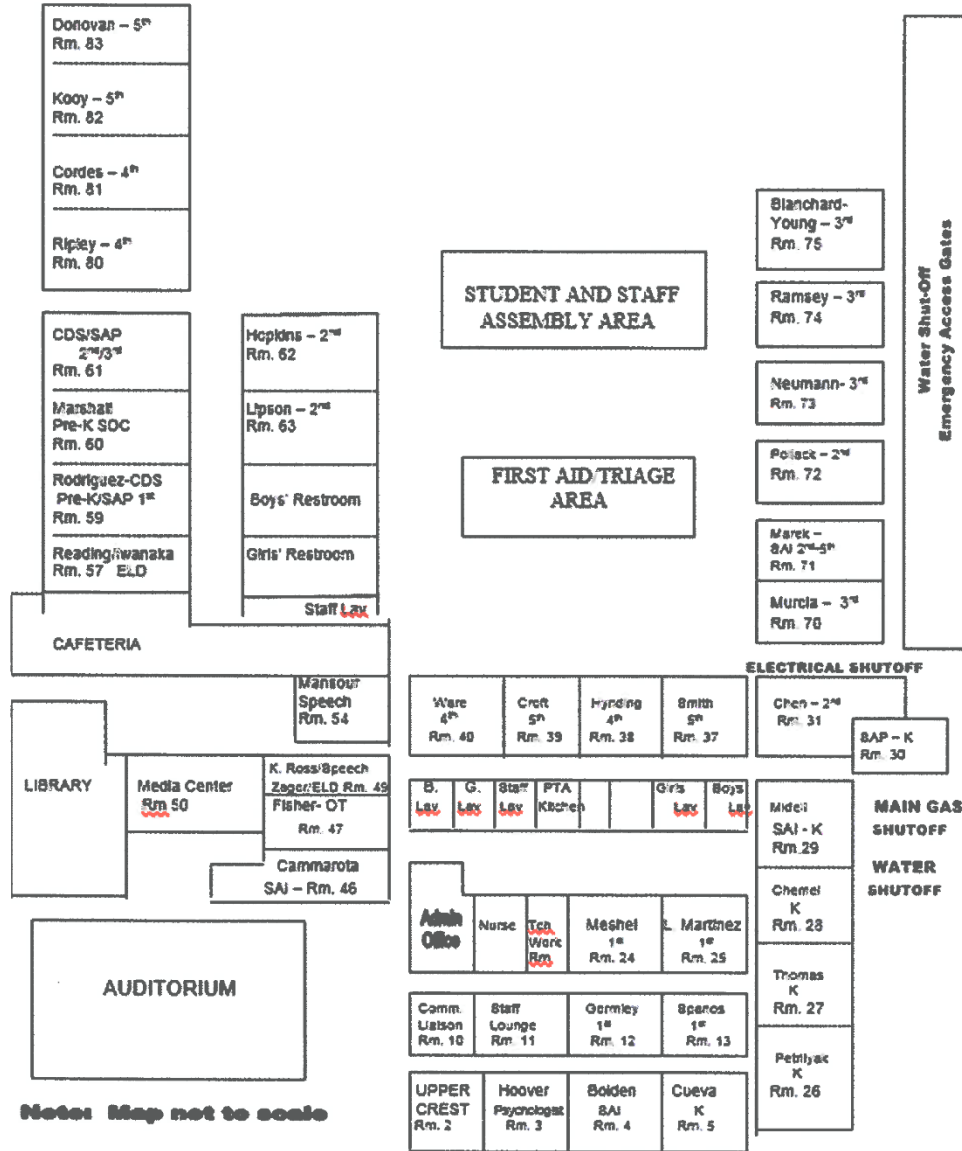 Donovan – 5th
Rm. 83
Kooy – 5th
Rm. 82
Cordes – 4th
Rm. 81
Ripley – 4th
Rm. 80
CDS/SAP
2nd/3rd
Rm. 61
Marshall
Pre-K SOC
Rm. 60
Rodriguez-CDS
Pre-K/SAP 1st
Rm. 59
Reading/Iwanaka
Rm. 57 ELD
Hopkins – 2nd
Rm. 62
Lipson – 2nd
Rm. 63
Boys' Restroom
Girls' Restroom
Staff Lav
CAFETERIA
Mansour
Speech
Rm. 54
STUDENT AND STAFF
ASSEMBLY AREA
FIRST AID/TRIAGE
AREA
Blanchard-
Young – 3rd
Rm. 75
Ramsey – 3rd
Rm. 74
Neumann- 3rd
Rm. 73
Pollack – 2nd
Rm. 72
Marek –
SAI 2nd-5th
Rm. 71
Murcia – 3rd
Rm. 70
Water Shut-Off
Emergency Access Gates
ELECTRICAL SHUTOFF
Ware
4th
Rm. 40
Croft
5th
Rm. 39
Hynding
4th
Rm. 38
Smith
5th
Rm. 37
Chen – 2nd
Rm. 31
SAP – K
Rm. 30
LIBRARY
Media Center
Rm 50
K. Ross/Speech
Zager/ELD Rm. 49
Fisher- OT
Rm. 47
Cammarota
SAI – Rm. 46
B.
Lav
G.
Lav
Staff
Lav
PTA
Kitchen
Girls
Lav
Boys
Lav
Midell
SAI - K
Rm.29
MAIN GAS
SHUTOFF
WATER
SHUTOFF
Chemel
K
Rm. 28
Thomas
K
Rm. 27
Petriyak
K
Rm. 26
Admin
Office
Nurse
Tch
Work
Rm
Meshel
1st
Rm. 24
L. Martinez
1st
Rm. 25
AUDITORIUM
Comm.
Liaison
Rm. 10
Staff
Lounge
Rm. 11
Gormley
1st
Rm. 12
Spanos
1st
Rm. 13
UPPER
CREST
Rm. 2
Hoover
Psychologist
Rm. 3
Bolden
SAI
Rm. 4
Cueva
K
Rm. 5
Note: Map not to scale